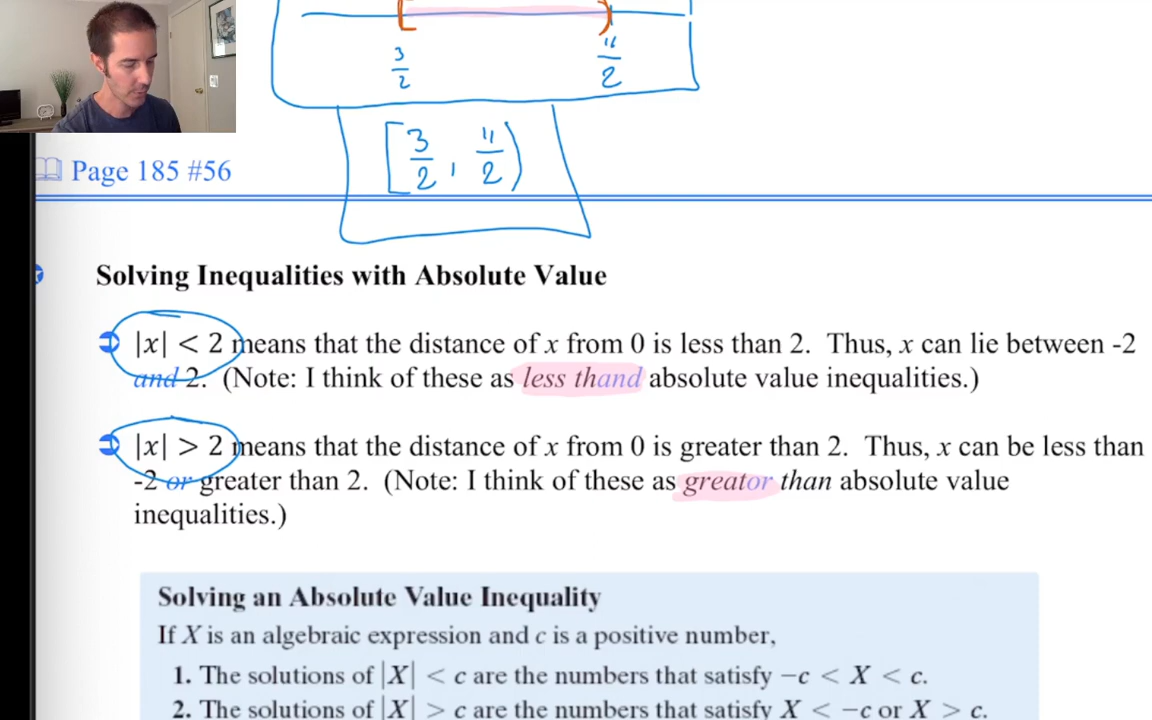 3/2 11/2
[3/2, 11/2)
Page 185 #56
Solving Inequalities with Absolute Value
|x| < 2 means that the distance of x from 0 is less than 2. Thus, x can lie between -2
and 2. (Note: I think of these as less thand absolute value inequalities.)
|x| > 2 means that the distance of x from 0 is greater than 2. Thus, x can be less than
-2 or greater than 2. (Note: I think of these as greator than absolute value
inequalities.)
Solving an Absolute Value Inequality
If X is an algebraic expression and c is a positive number,
1. The solutions of |X| < c are the numbers that satisfy −c < X < c.
2. The solutions of |X| > c are the numbers that satisfy X < −c or X > c.